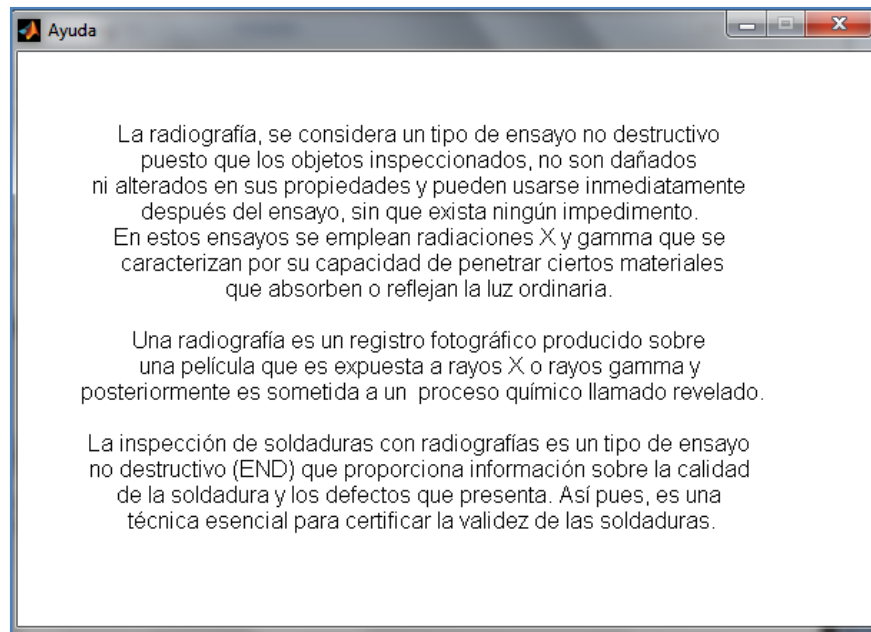 Ayuda
La radiografía, se considera un tipo de ensayo no destructivo
puesto que los objetos inspeccionados, no son dañados
ni alterados en sus propiedades y pueden usarse inmediatamente
después del ensayo, sin que exista ningún impedimento.
En estos ensayos se emplean radiaciones X y gamma que se
caracterizan por su capacidad de penetrar ciertos materiales
que absorben o reflejan la luz ordinaria.
Una radiografía es un registro fotográfico producido sobre
una película que es expuesta a rayos X o rayos gamma y
posteriormente es sometida a un  proceso químico llamado revelado.
La inspección de soldaduras con radiografías es un tipo de ensayo
no destructivo (END) que proporciona información sobre la calidad
de la soldadura y los defectos que presenta. Así pues, es una
técnica esencial para certificar la validez de las soldaduras.